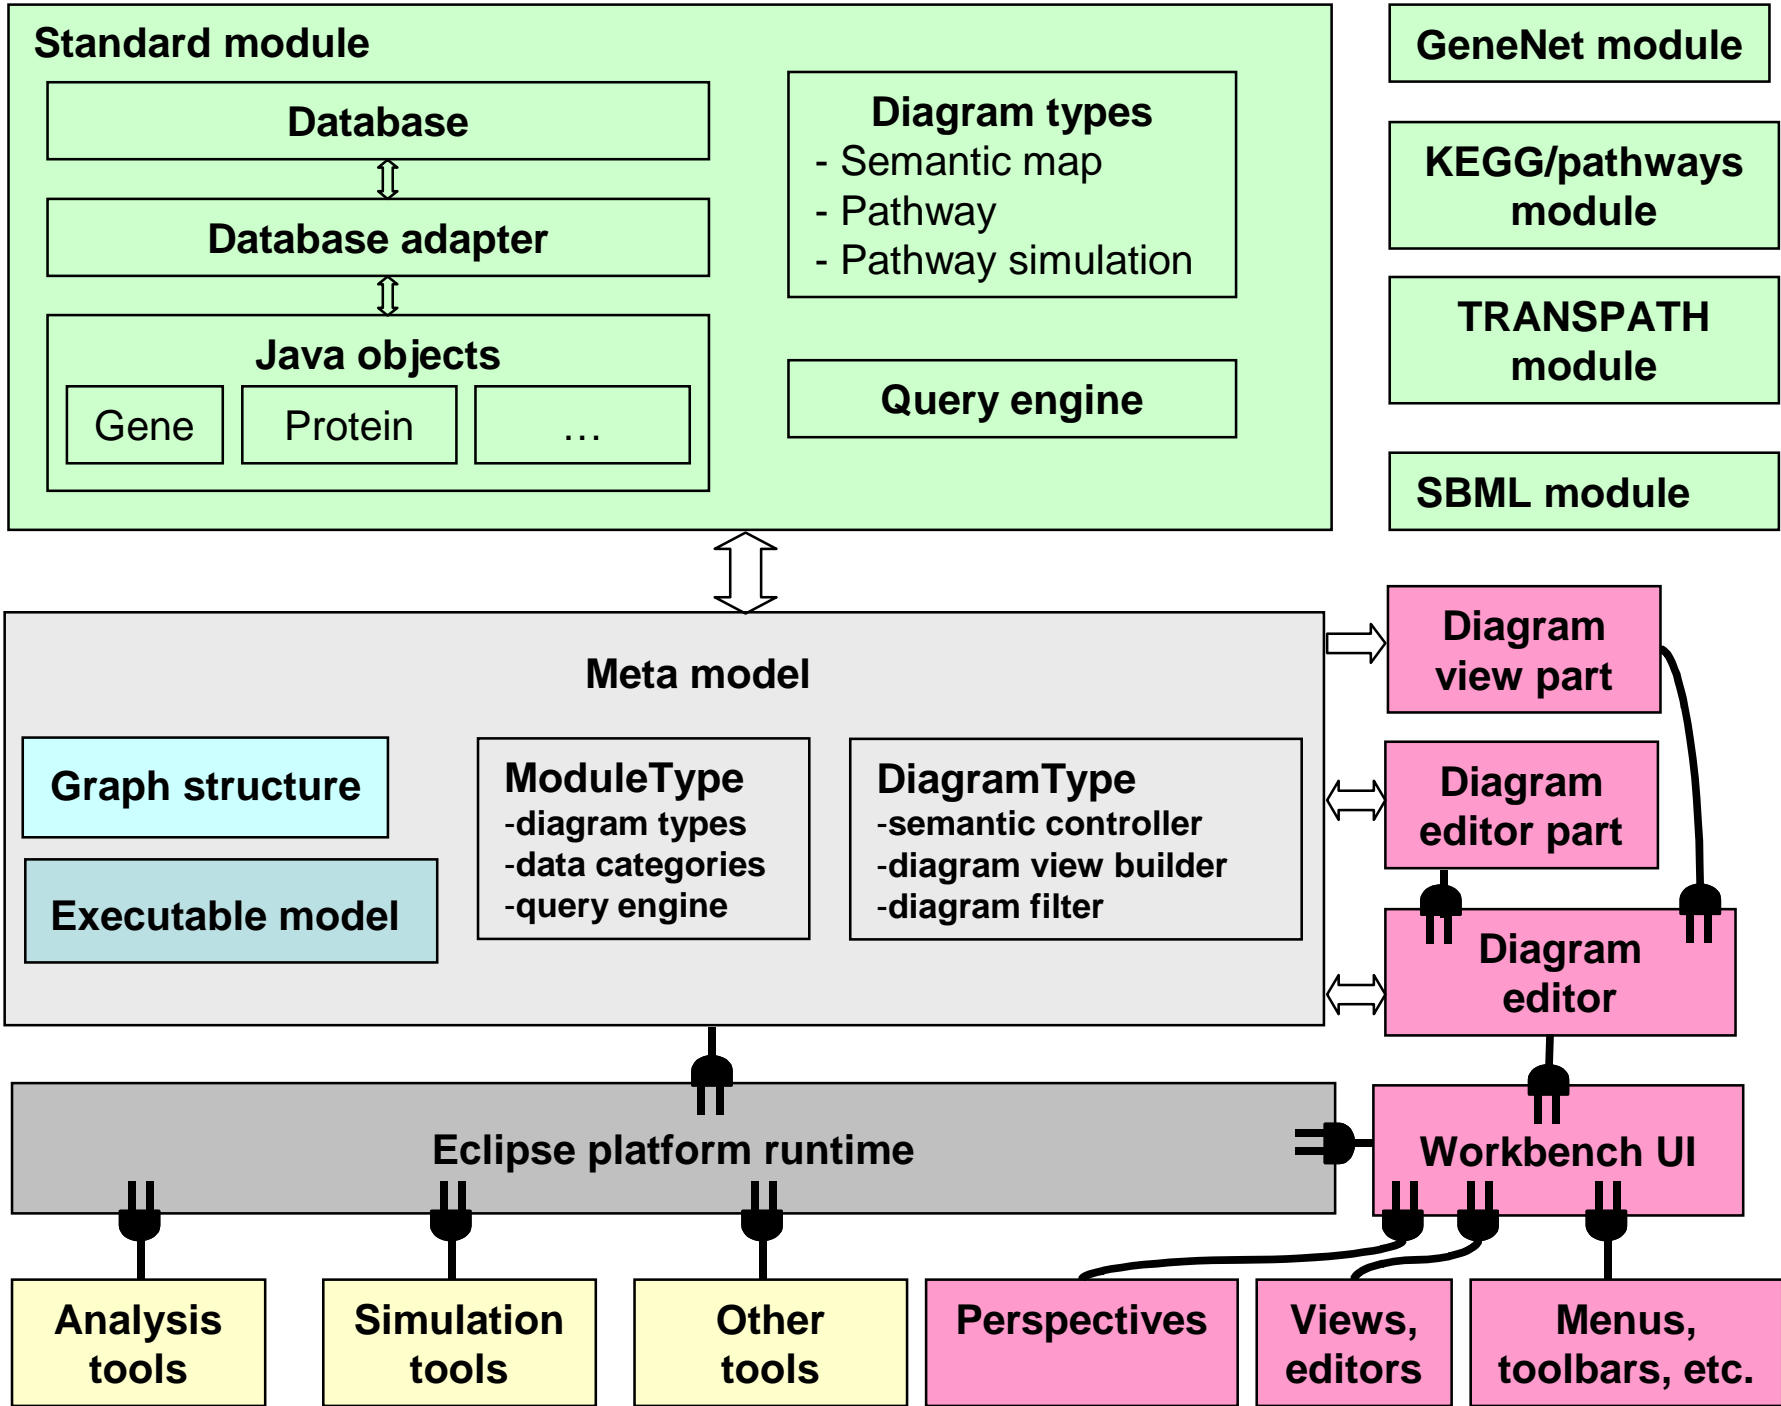 Standard module
Database
Database adapter
Java objects
Gene
Protein
…
Diagram types
- Semantic map
- Pathway
- Pathway simulation
Query engine
GeneNet module
KEGG/pathways
module
TRANSPATH
module
SBML module
Meta model
Graph structure
Executable model
ModuleType
-diagram types
-data categories
-query engine
DiagramType
-semantic controller
-diagram view builder
-diagram filter
Diagram
view part
Diagram
editor part
Diagram
editor
Eclipse platform runtime
Workbench UI
Analysis
tools
Simulation
tools
Other
tools
Perspectives
Views,
editors
Menus,
toolbars, etc.